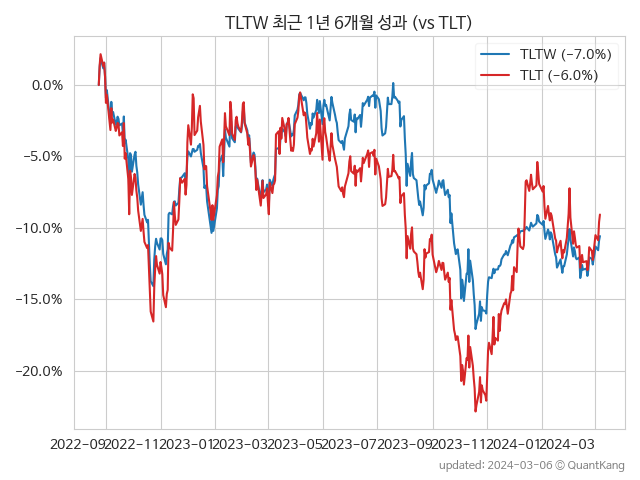 TLTW 최근 1년 6개월 성과 (vs TLT)
TLTW (−7.0%)
TLT (−6.0%)
0.0%
−5.0%
−10.0%
−15.0%
−20.0%
2022-09 2022-11 2023-01 2023-03 2023-05 2023-07 2023-09 2023-11 2024-01 2024-03
updated: 2024-03-06 © QuantKang